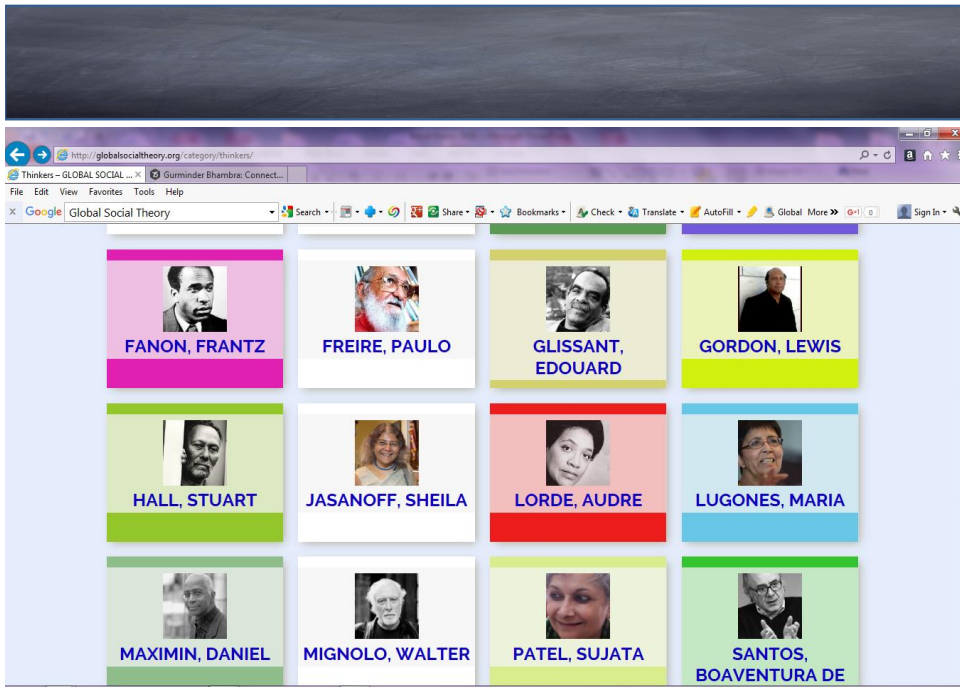 http://globalsocialtheory.org/category/thinkers/
Thinkers – GLOBAL SOCIAL ... × Gurminder Bhambra: Connect...
File Edit View Favorites Tools Help
× Google Global Social Theory Search Share Bookmarks Check Translate AutoFill Global More » G+1 0 Sign In
FANON, FRANTZ
FREIRE, PAULO
GLISSANT,
EDOUARD
GORDON, LEWIS
HALL, STUART
JASANOFF, SHEILA
LORDE, AUDRE
LUGONES, MARIA
MAXIMIN, DANIEL
MIGNOLO, WALTER
PATEL, SUJATA
SANTOS,
BOAVENTURA DE